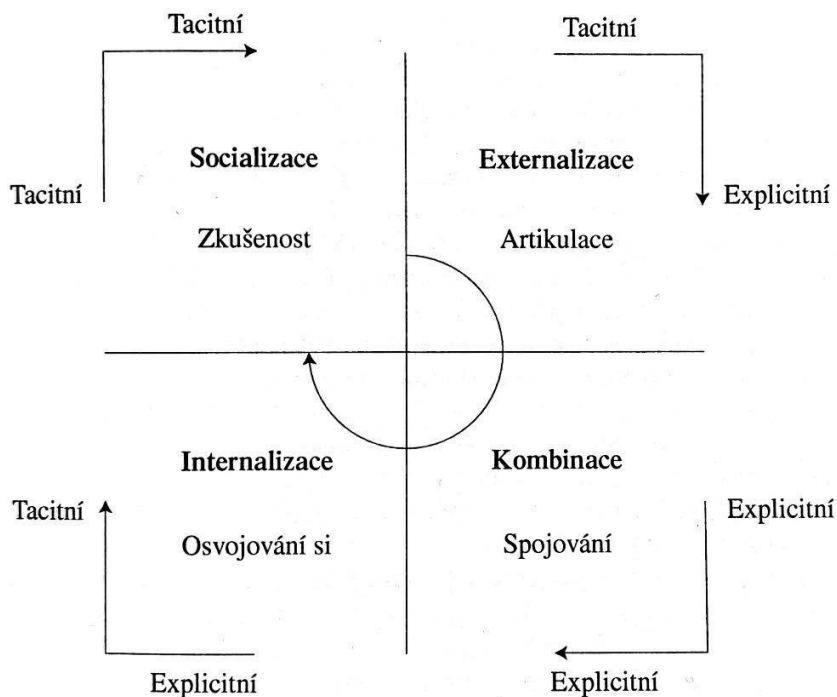 Tacitní
Tacitní
Socializace
Externalizace
Tacitní
Explicitní
Zkušenost
Artikulace
Internalizace
Kombinace
Tacitní
Explicitní
Osvojování si
Spojování
Explicitní
Explicitní